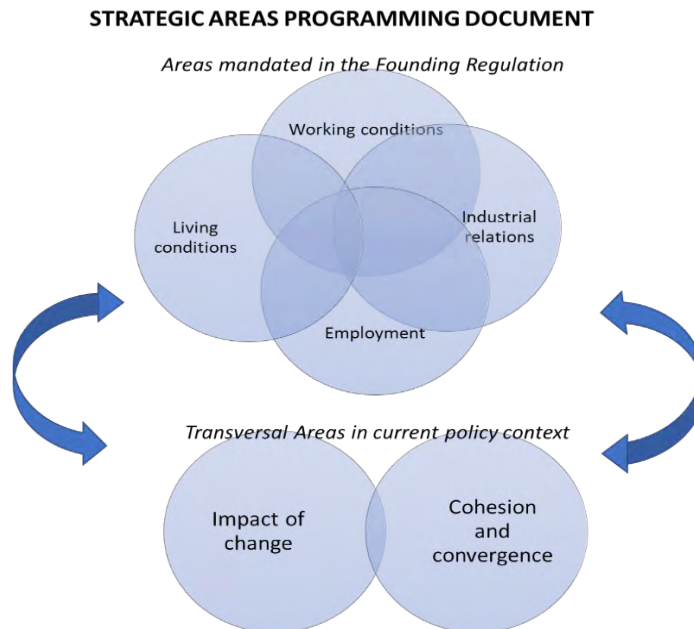 STRATEGIC AREAS PROGRAMMING DOCUMENT
Areas mandated in the Founding Regulation
Working conditions
Living
conditions
Industrial
relations
Employment
Transversal Areas in current policy context
Impact of
change
Cohesion
and
convergence